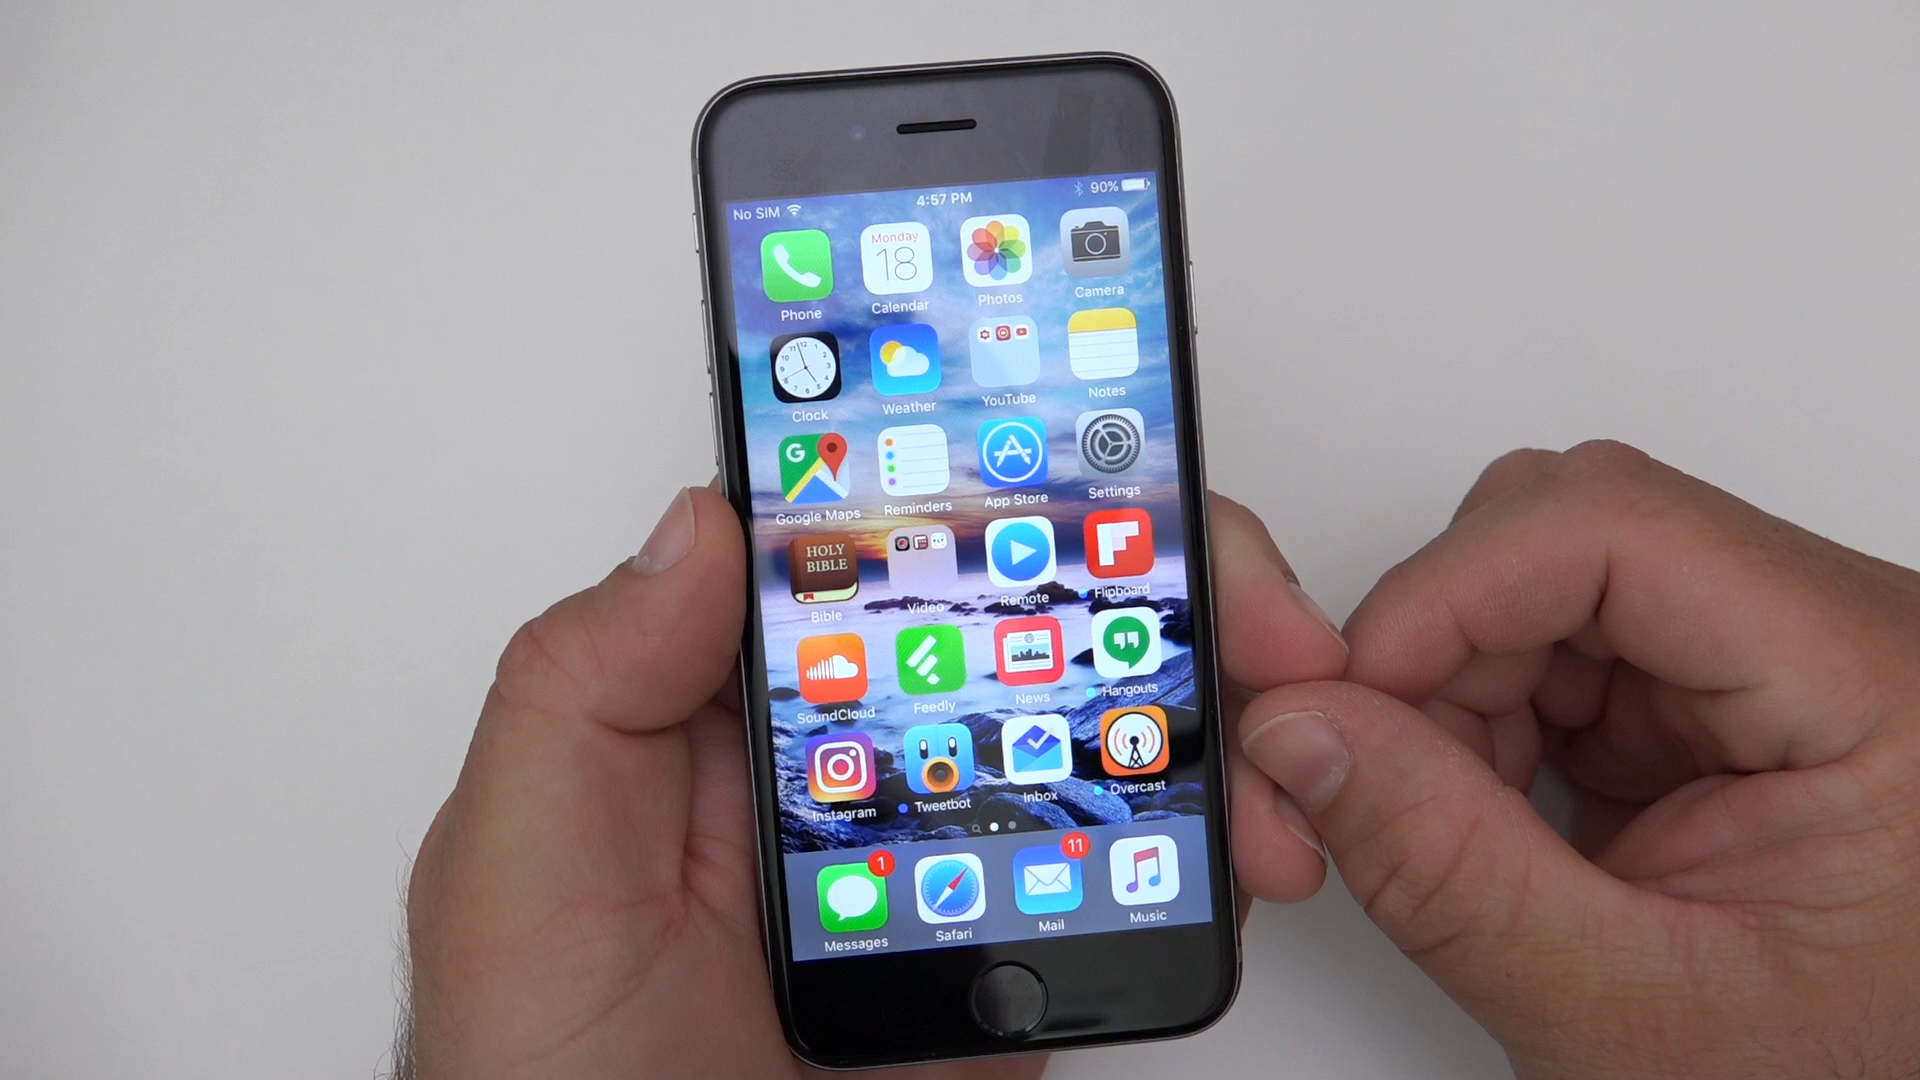 No SIM 4:57 PM 90%
Monday
18
Phone Calendar Photos Camera
Clock Weather YouTube Notes
G
Google Maps Reminders App Store Settings
HOLY
BIBLE
Bible Video Remote Flipboard
SoundCloud Feedly News Hangouts
Instagram Tweetbot Inbox Overcast
1 11
Messages Safari Mail Music